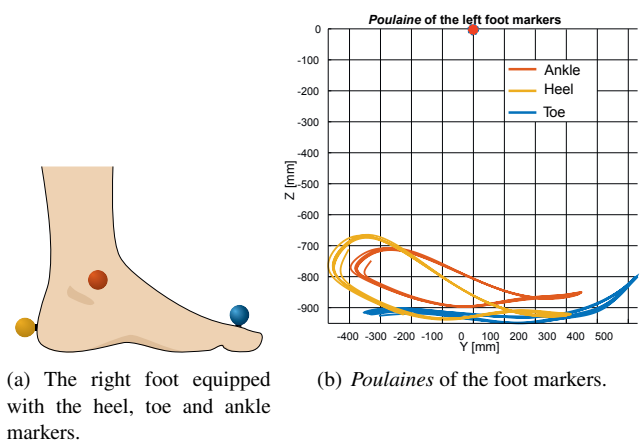 Poulaine of the left foot markers
0
-100
-200
-300
-400
-500
-600
-700
-800
-900
Z [mm]
Ankle
Heel
Toe
-400 -300 -200 -100 0 100 200 300 400 500
Y [mm]
(a) The right foot equipped
with the heel, toe and ankle
markers.
(b) Poulaines of the foot markers.